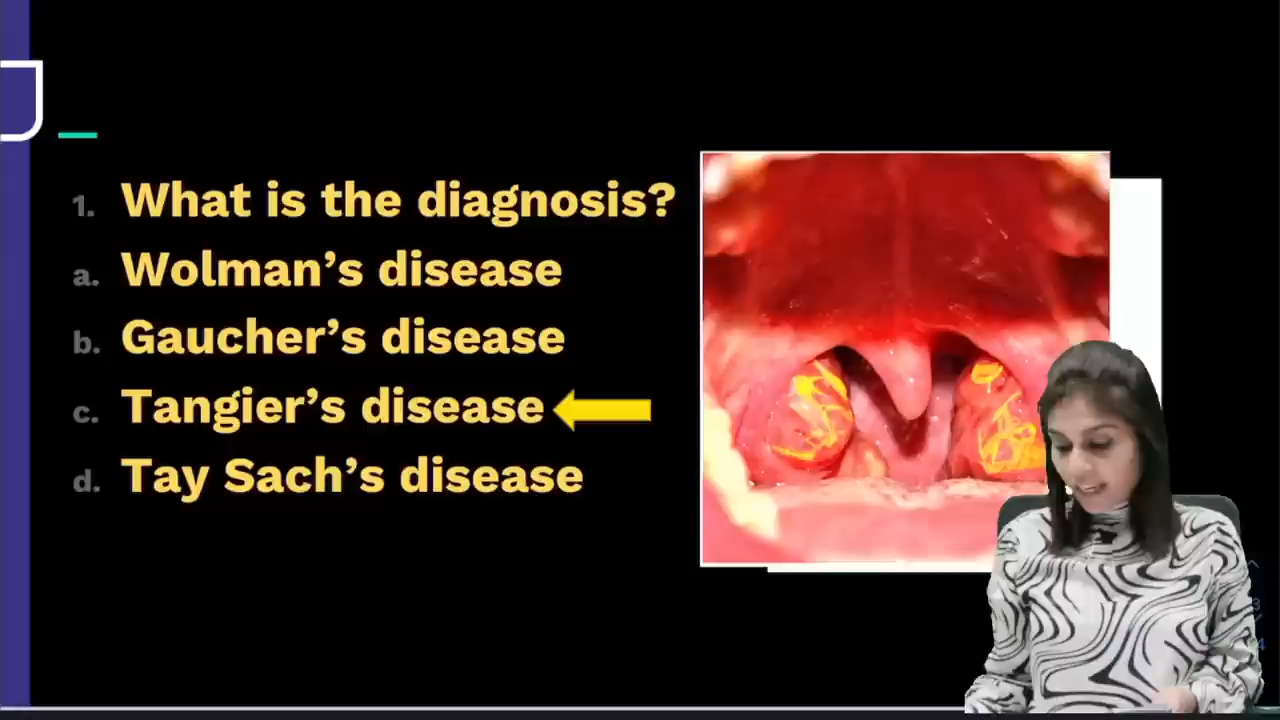 1. What is the diagnosis?
a. Wolman’s disease
b. Gaucher’s disease
c. Tangier’s disease
d. Tay Sach’s disease